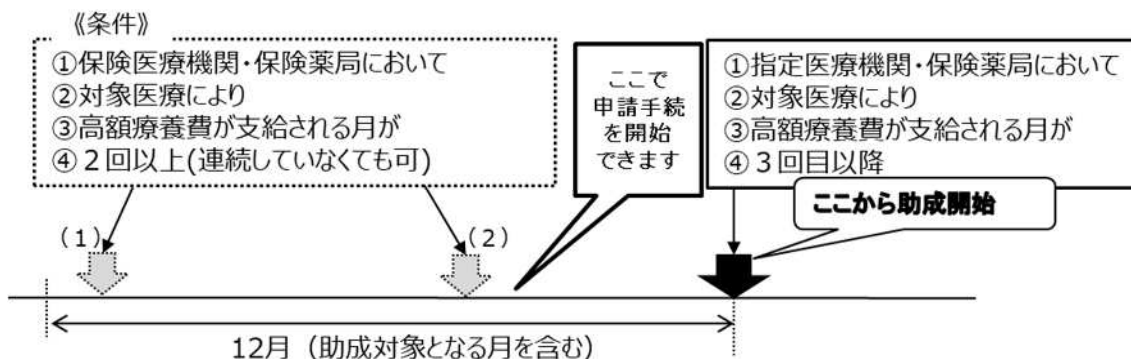 《条件》
①保険医療機関・保険薬局において
②対象医療により
③高額療養費が支給される月が
④２回以上(連続していなくても可)
ここで
申請手続
を開始
できます
①指定医療機関・保険薬局において
②対象医療により
③高額療養費が支給される月が
④３回目以降
ここから助成開始
（１）
（２）
12月（助成対象となる月を含む）